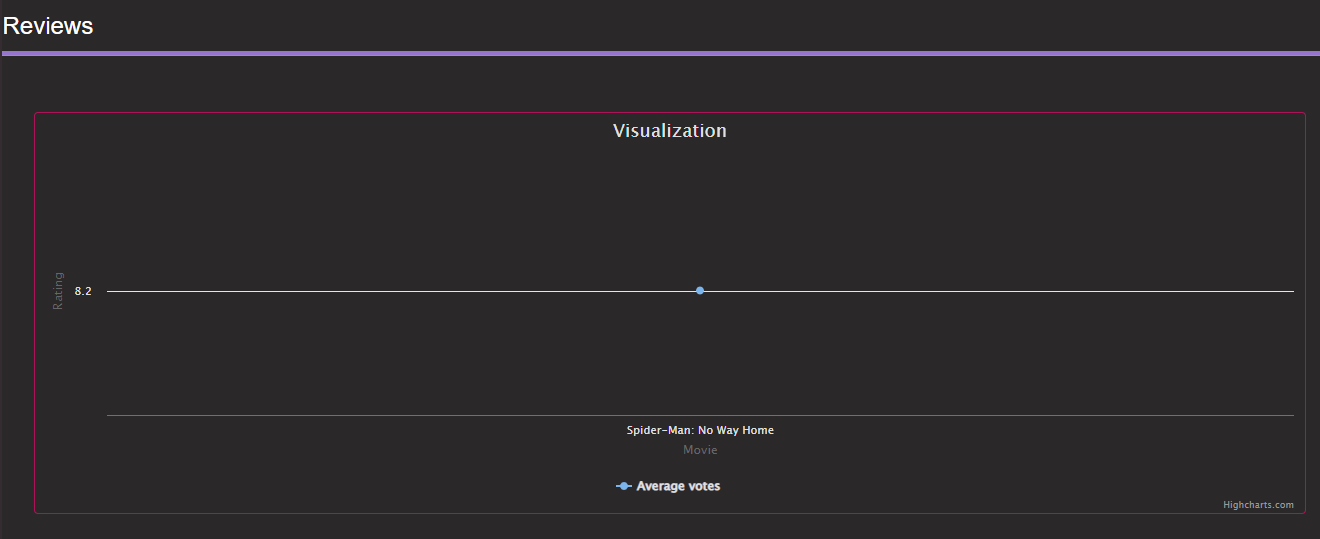 Reviews
Visualization
Rating
8.2
Spider-Man: No Way Home
Movie
Average votes
Highcharts.com